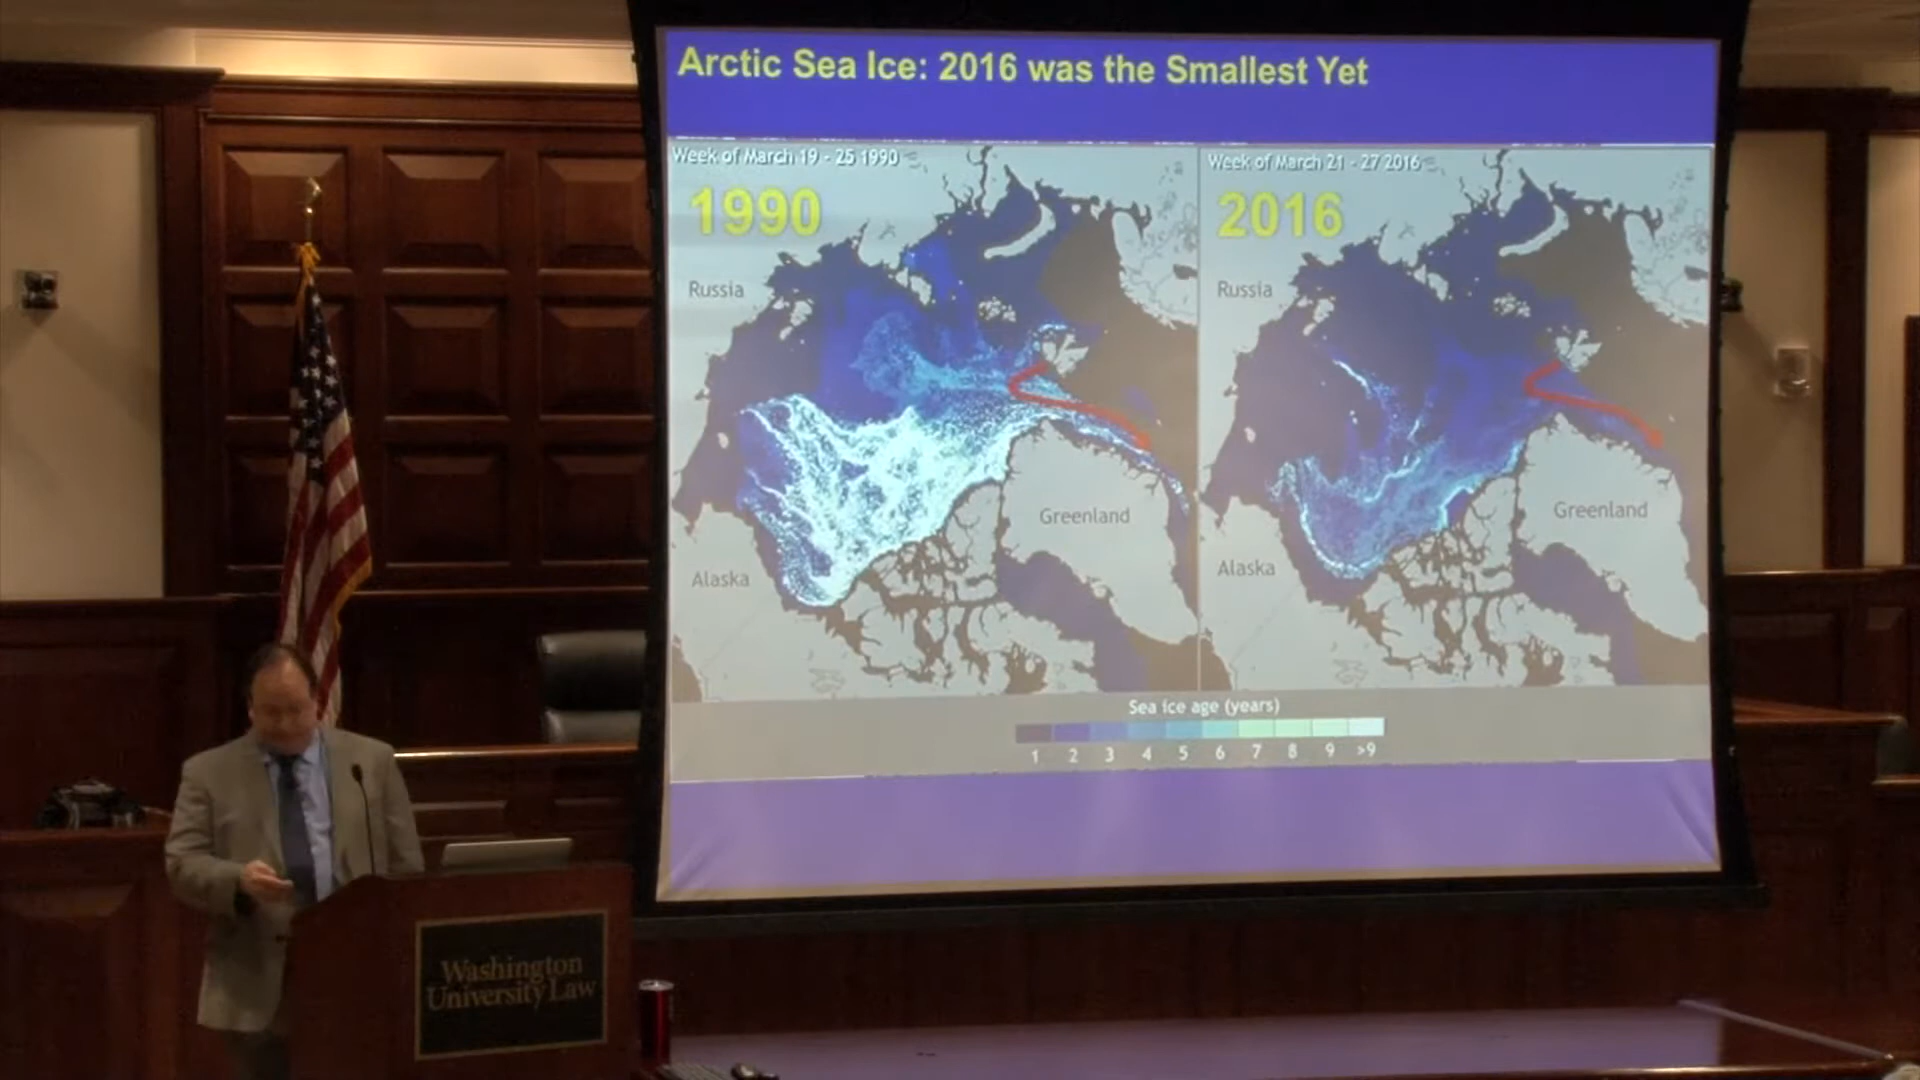 Arctic Sea Ice: 2016 was the Smallest Yet
Week of March 19 - 25 1990
1990
Russia
Alaska
Greenland
Week of March 21 - 27 2016
2016
Russia
Alaska
Greenland
Sea ice age (years)
1 2 3 4 5 6 7 8 9 >9
Washington
University Law